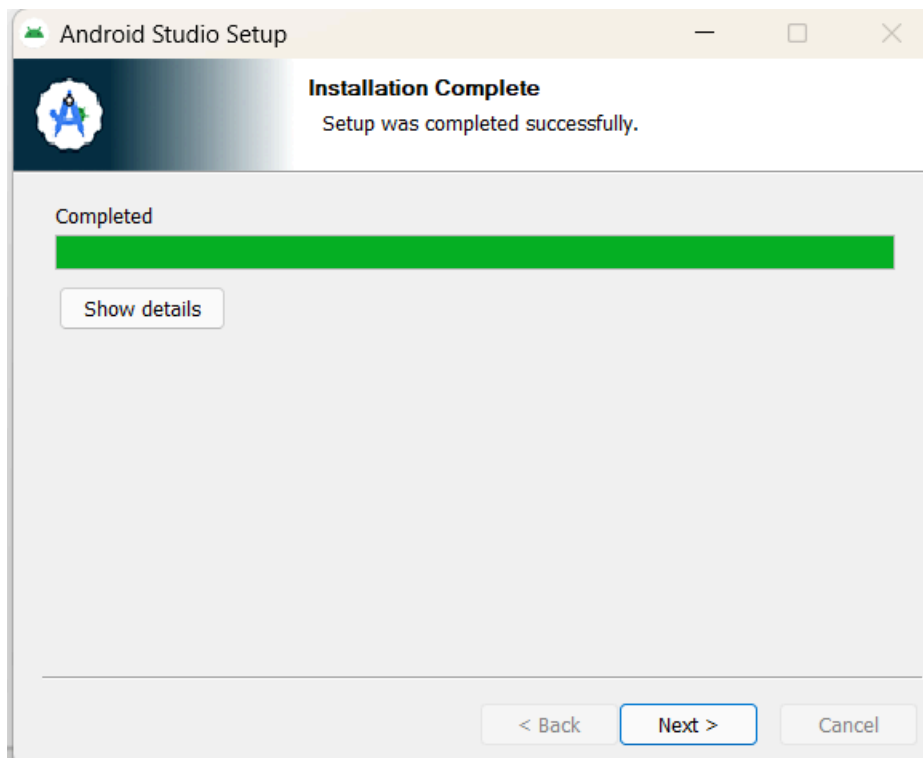 Android Studio Setup
Installation Complete
Setup was completed successfully.
Completed
Show details
< Back
Next >
Cancel